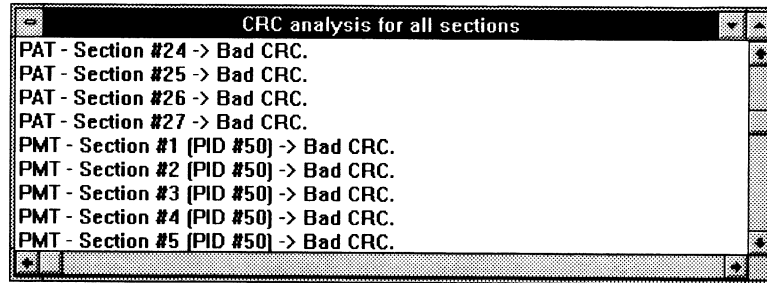 CRC analysis for all sections
PAT - Section #24 -> Bad CRC.
PAT - Section #25 -> Bad CRC.
PAT - Section #26 -> Bad CRC.
PAT - Section #27 -> Bad CRC.
PMT - Section #1 (PID #50) -> Bad CRC.
PMT - Section #2 (PID #50) -> Bad CRC.
PMT - Section #3 (PID #50) -> Bad CRC.
PMT - Section #4 (PID #50) -> Bad CRC.
PMT - Section #5 (PID #50) -> Bad CRC.